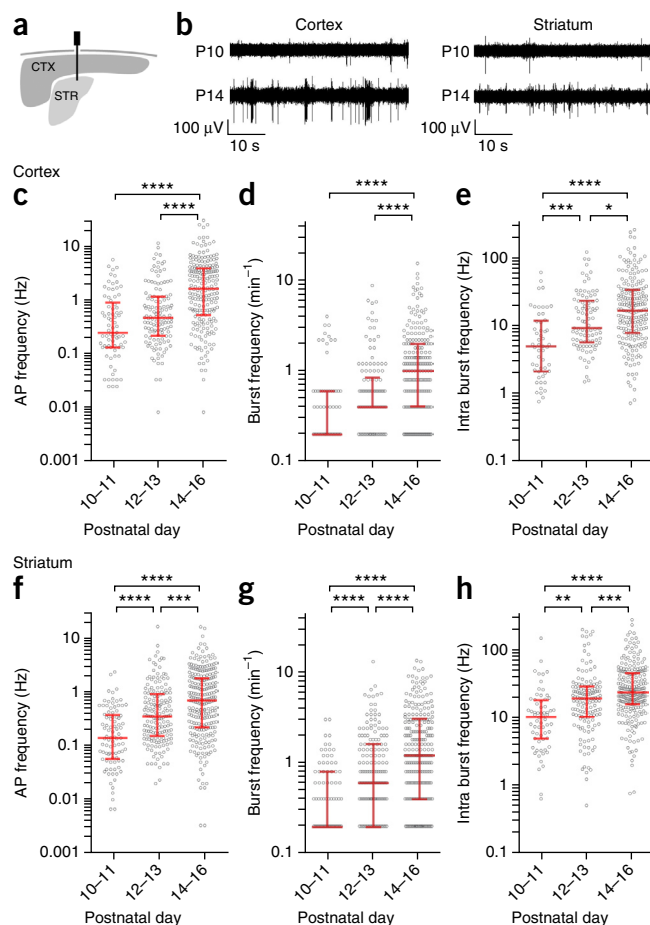 a
CTX
STR
b
Cortex
Striatum
P10
P10
P14
P14
100 µV
10 s
100 µV
10 s
Cortex
c
****
****
AP frequency (Hz)
10
1
0.1
0.01
0.001
10–11
12–13
14–16
Postnatal day
d
****
****
Burst frequency (min⁻¹)
10
1
0.1
10–11
12–13
14–16
Postnatal day
e
****
***
*
Intra burst frequency (Hz)
100
10
1
0.1
10–11
12–13
14–16
Postnatal day
Striatum
f
****
****
***
AP frequency (Hz)
10
1
0.1
0.01
0.001
10–11
12–13
14–16
Postnatal day
g
****
****
****
Burst frequency (min⁻¹)
10
1
0.1
10–11
12–13
14–16
Postnatal day
h
****
**
***
Intra burst frequency (Hz)
100
10
1
0.1
10–11
12–13
14–16
Postnatal day